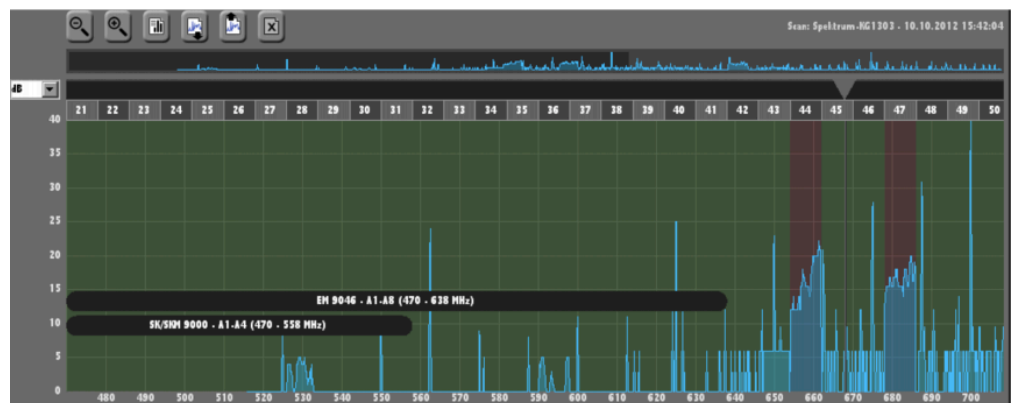 Scan: Spektrum-KG1303 - 10.10.2012 15:42:04
dB
21 22 23 24 25 26 27 28 29 30 31 32 33 34 35 36 37 38 39 40 41 42 43 44 45 46 47 48 49 50
40
35
30
25
20
15
EM 9046 - A1-A8 (470 - 638 MHz)
10
SK/SKM 9000 - A1-A4 (470 - 558 MHz)
5
0
480 490 500 510 520 530 540 550 560 570 580 590 600 610 620 630 640 650 660 670 680 690 700